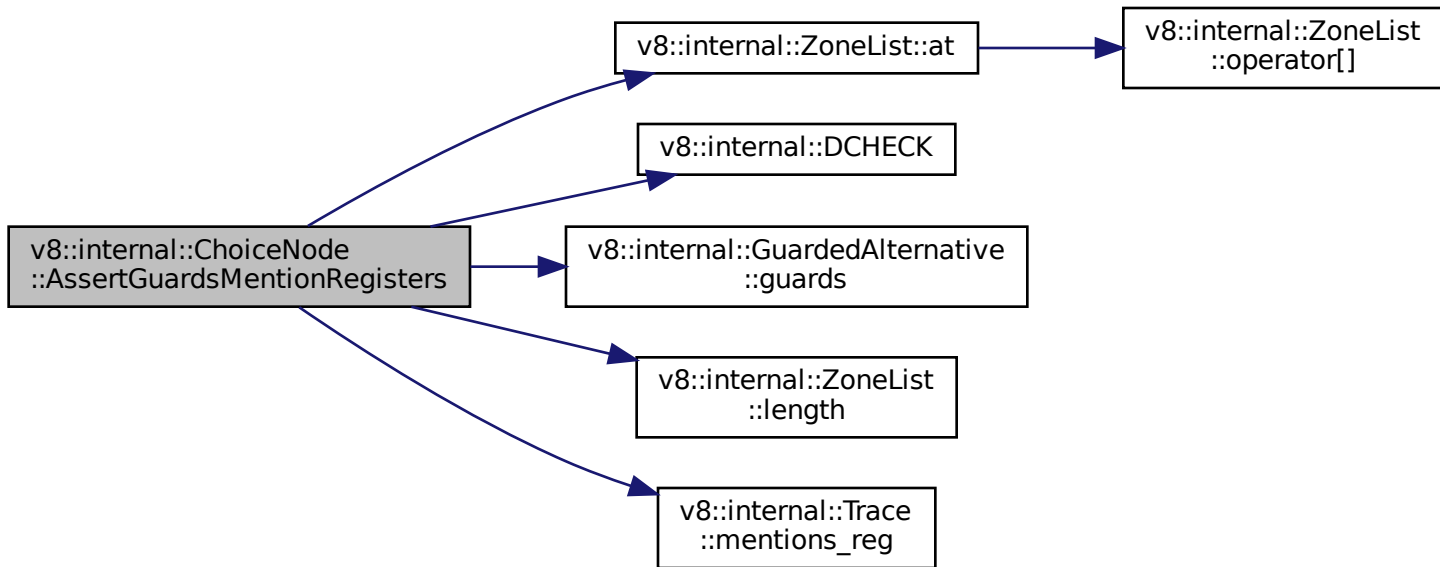 v8::internal::ZoneList::at
v8::internal::ZoneList
::operator[]
v8::internal::DCHECK
v8::internal::ChoiceNode
::AssertGuardsMentionRegisters
v8::internal::GuardedAlternative
::guards
v8::internal::ZoneList
::length
v8::internal::Trace
::mentions_reg